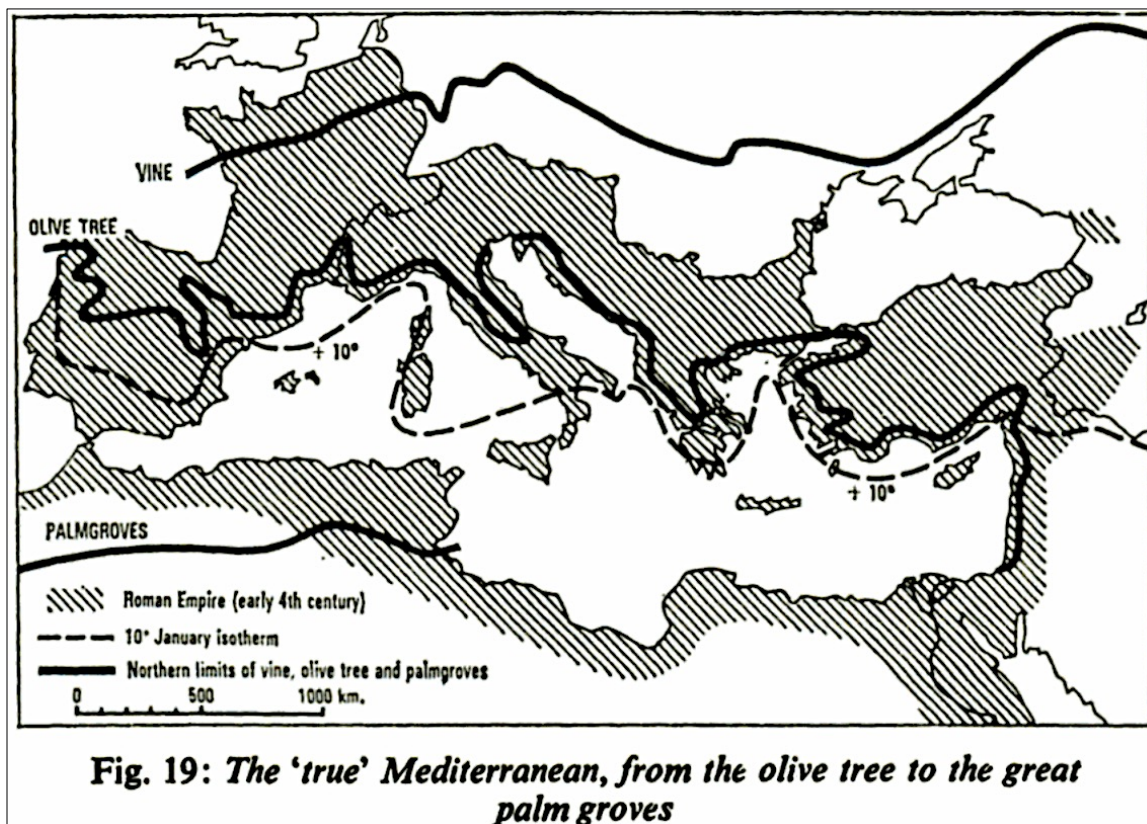 VINE
OLIVE TREE
+ 10°
+ 10°
PALMGROVES
Roman Empire (early 4th century)
10° January isotherm
Northern limits of vine, olive tree and palmgroves
0 500 1000 km.
Fig. 19: The ‘true’ Mediterranean, from the olive tree to the great
palm groves